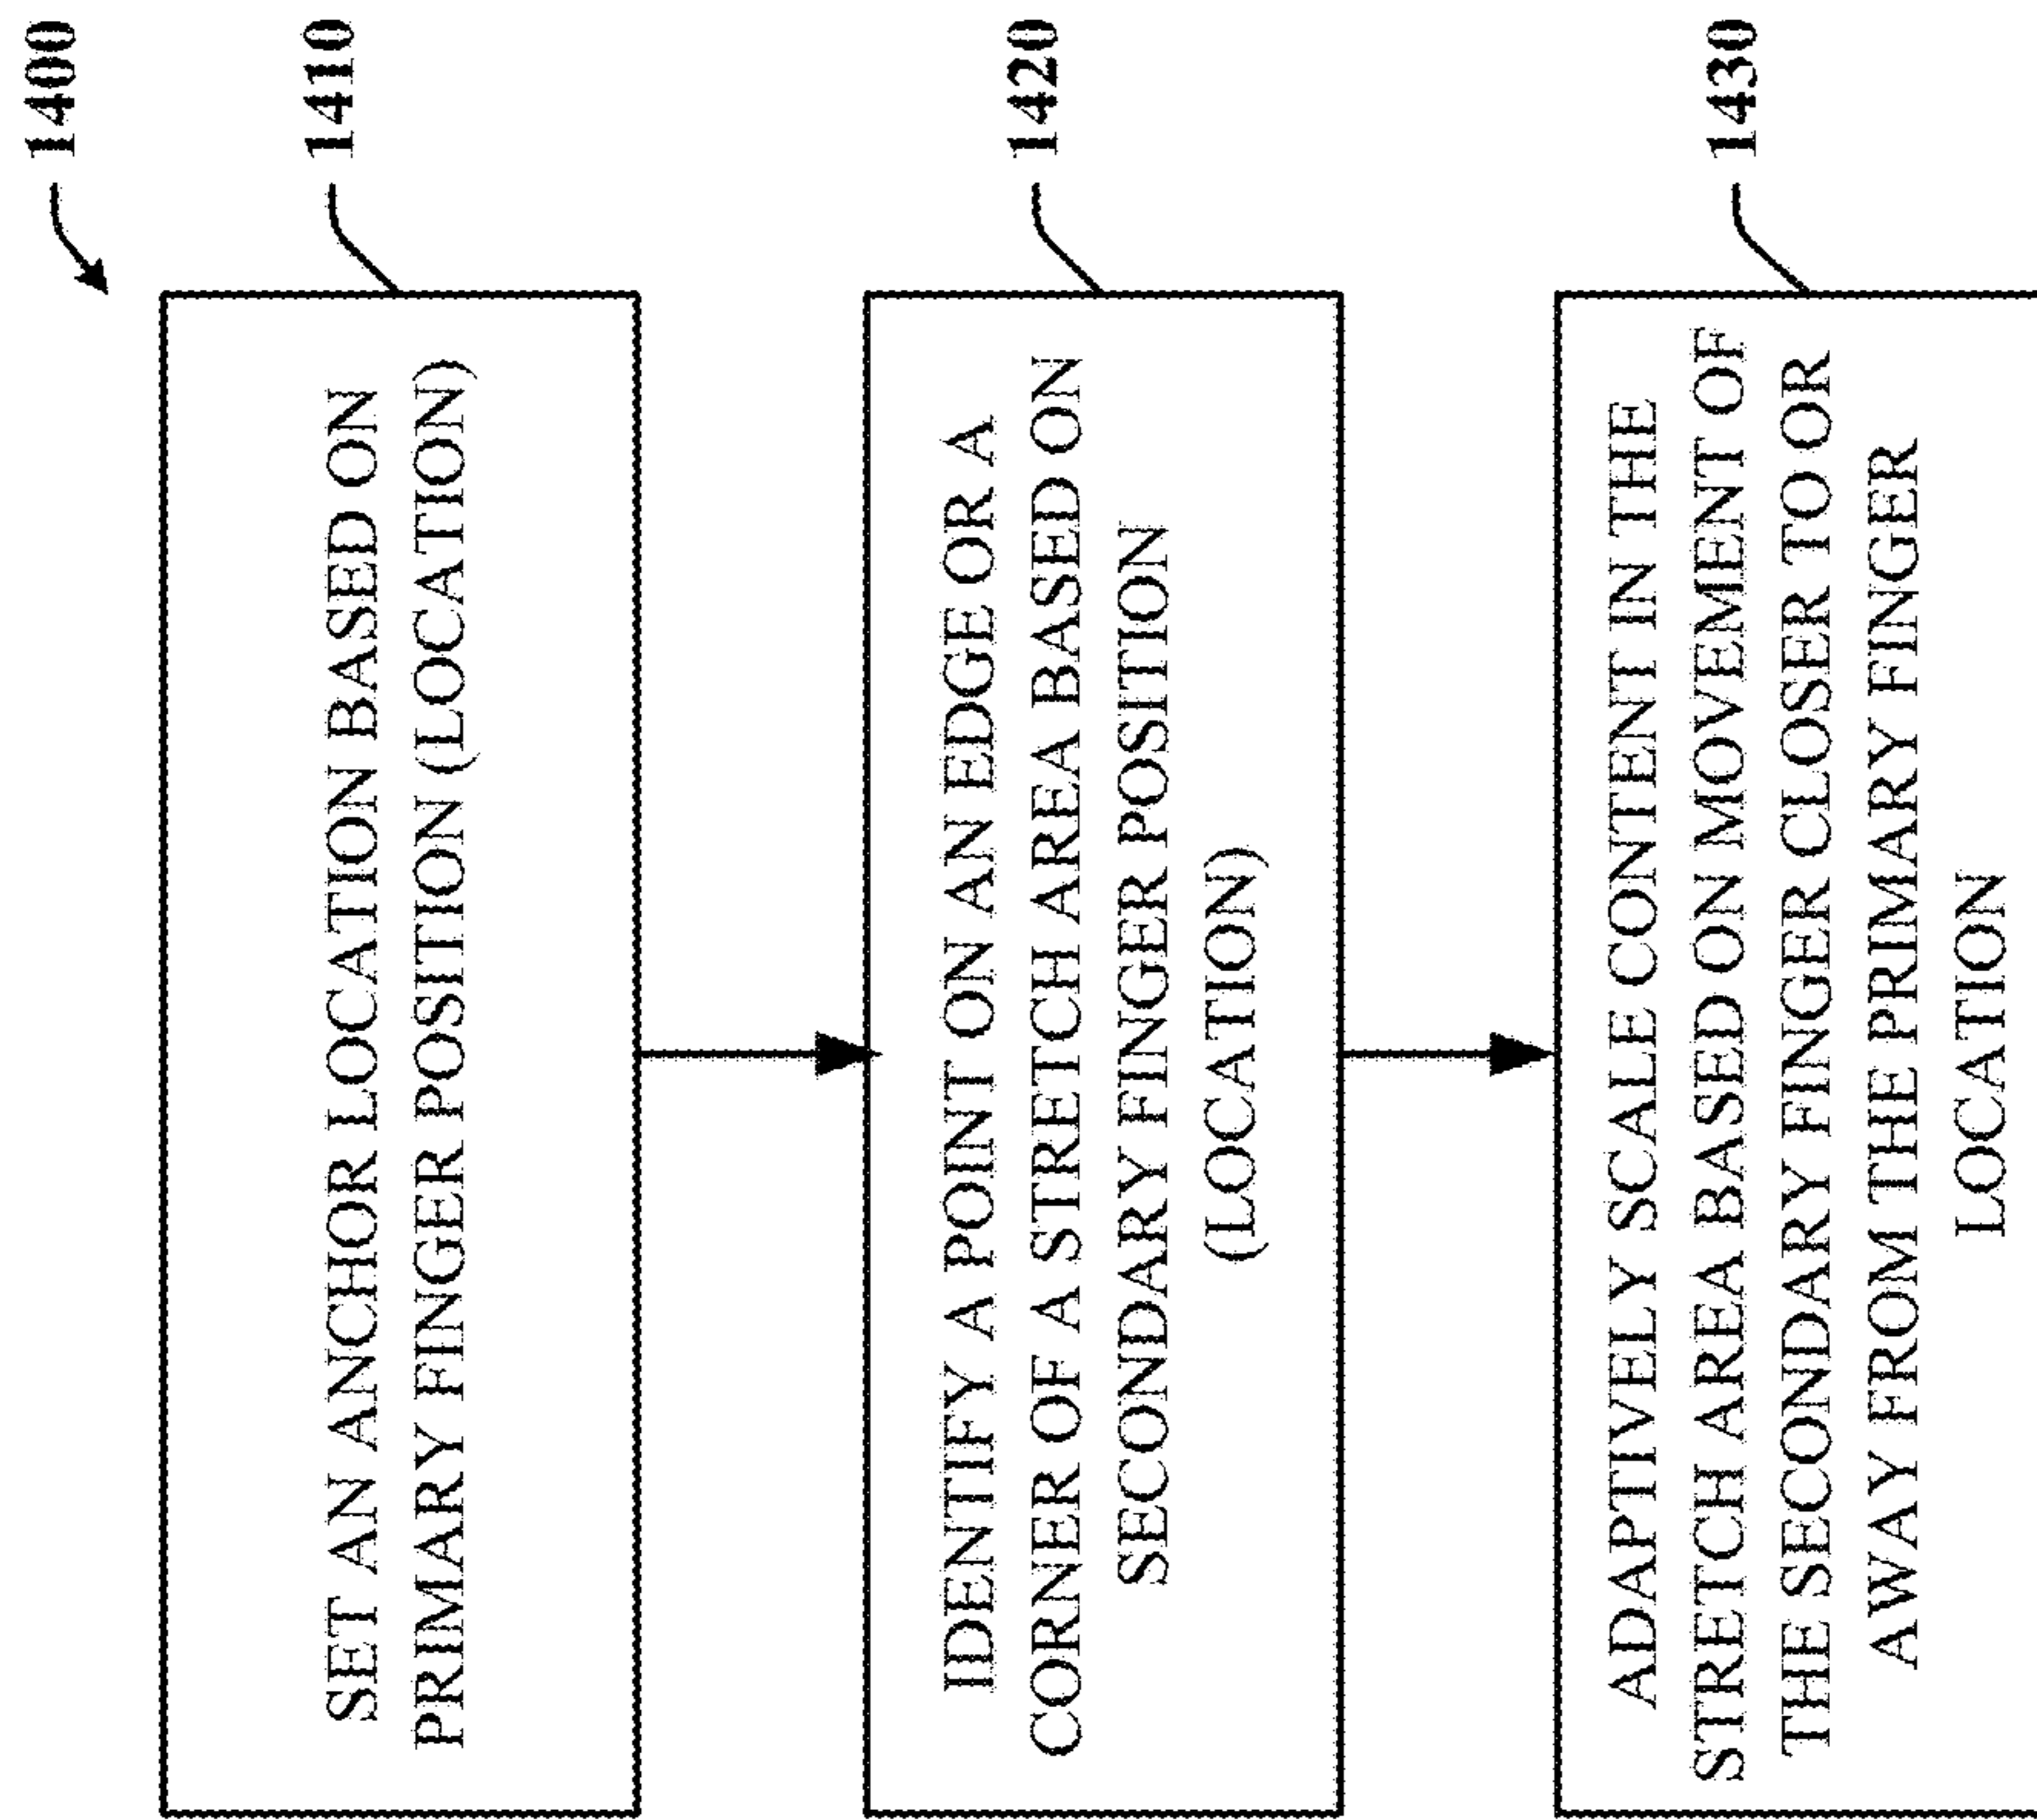 1400
1410
SET AN ANCHOR LOCATION BASED ON
PRIMARY FINGER POSITION (LOCATION)
1420
IDENTIFY A POINT ON AN EDGE OR A
CORNER OF A STRETCH AREA BASED ON
SECONDARY FINGER POSITION
(LOCATION)
1430
ADAPTIVELY SCALE CONTENT IN THE
STRETCH AREA BASED ON MOVEMENT OF
THE SECONDARY FINGER CLOSER TO OR
AWAY FROM THE PRIMARY FINGER
LOCATION